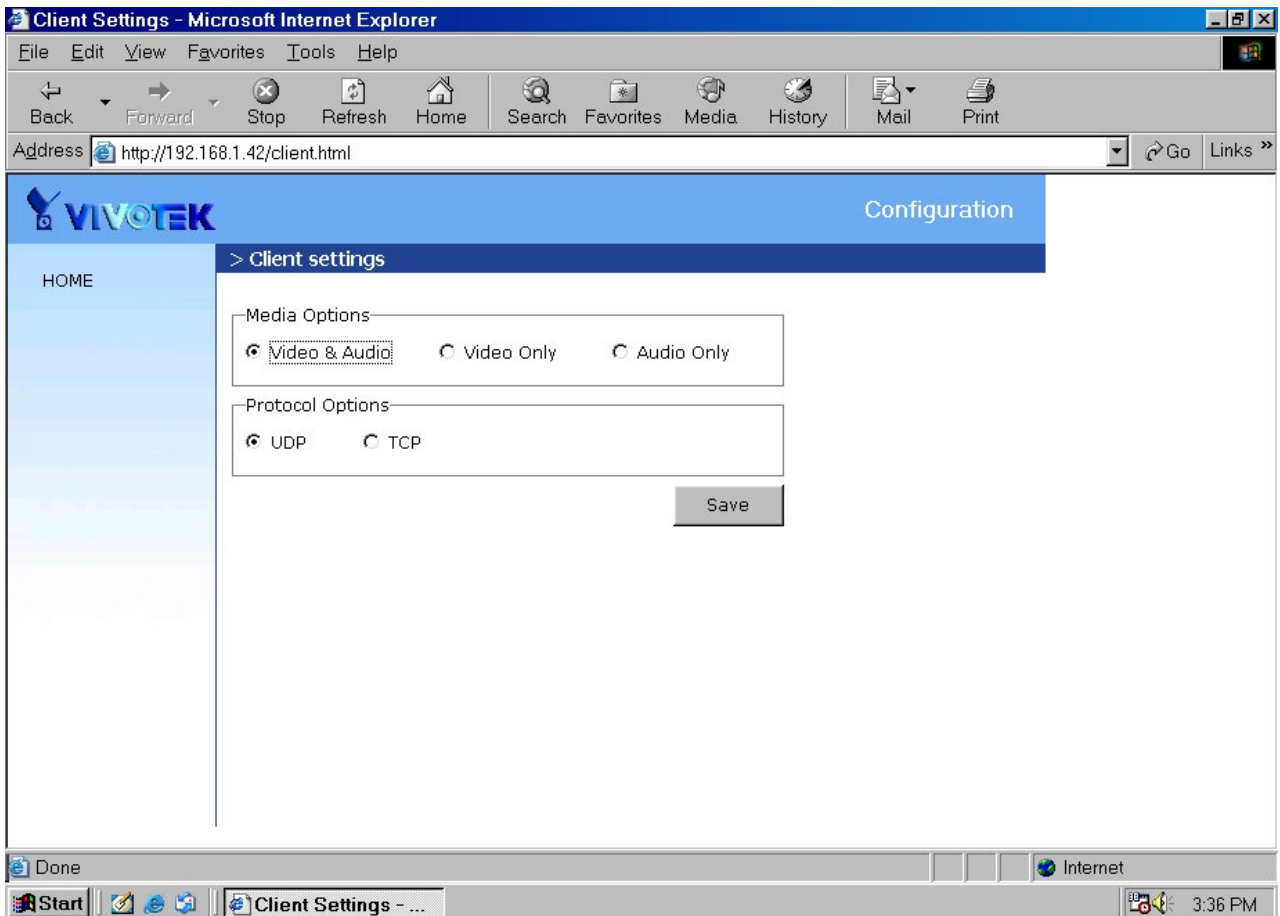 Client Settings - Microsoft Internet Explorer
File Edit View Favorites Tools Help
Back Forward Stop Refresh Home Search Favorites Media History Mail Print
Address http://192.168.1.42/client.html Go Links »
VIVOTEK Configuration
> Client settings
HOME
Media Options
Video & Audio Video Only Audio Only
Protocol Options
UDP TCP
Save
Done Internet
Start Client Settings - ... 3:36 PM